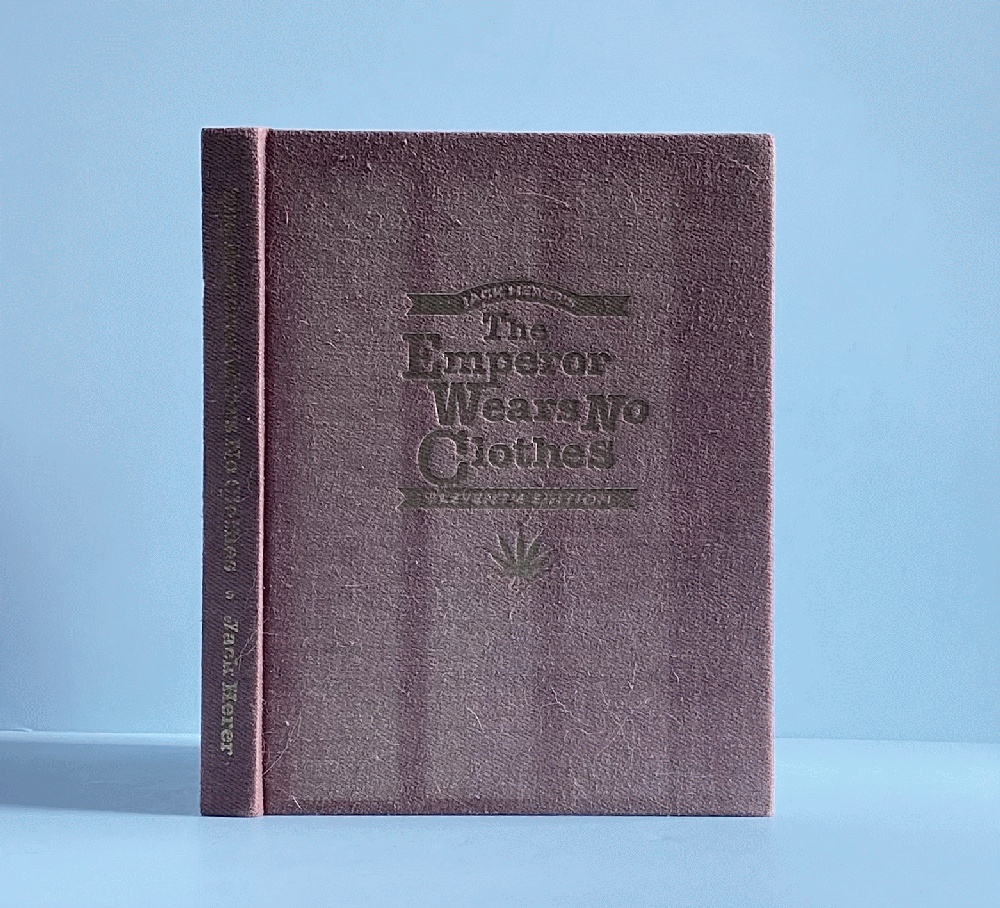 JACK HERER'S
The
Emperor
Wears No
Clothes
ELEVENTH EDITION
The Emperor Wears No Clothes • Jack Herer